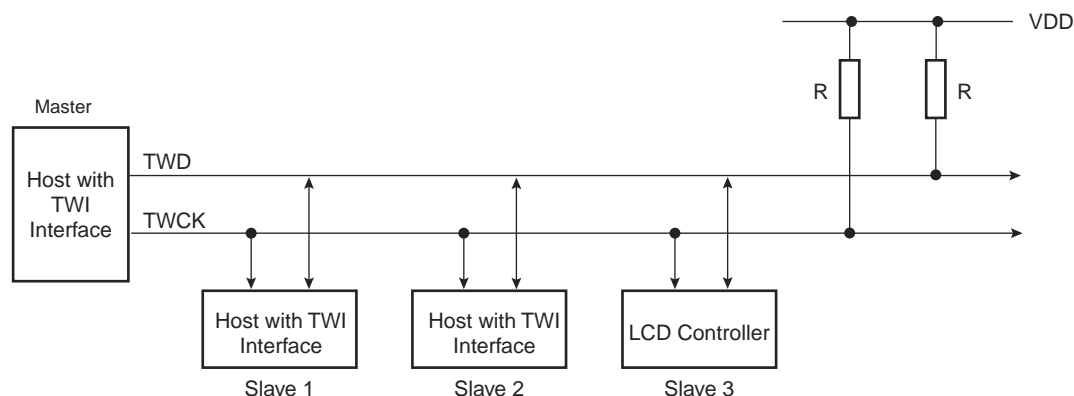 VDD
R
R
Master
Host with
TWI
Interface
TWD
TWCK
Host with TWI
Interface
Slave 1
Host with TWI
Interface
Slave 2
LCD Controller
Slave 3